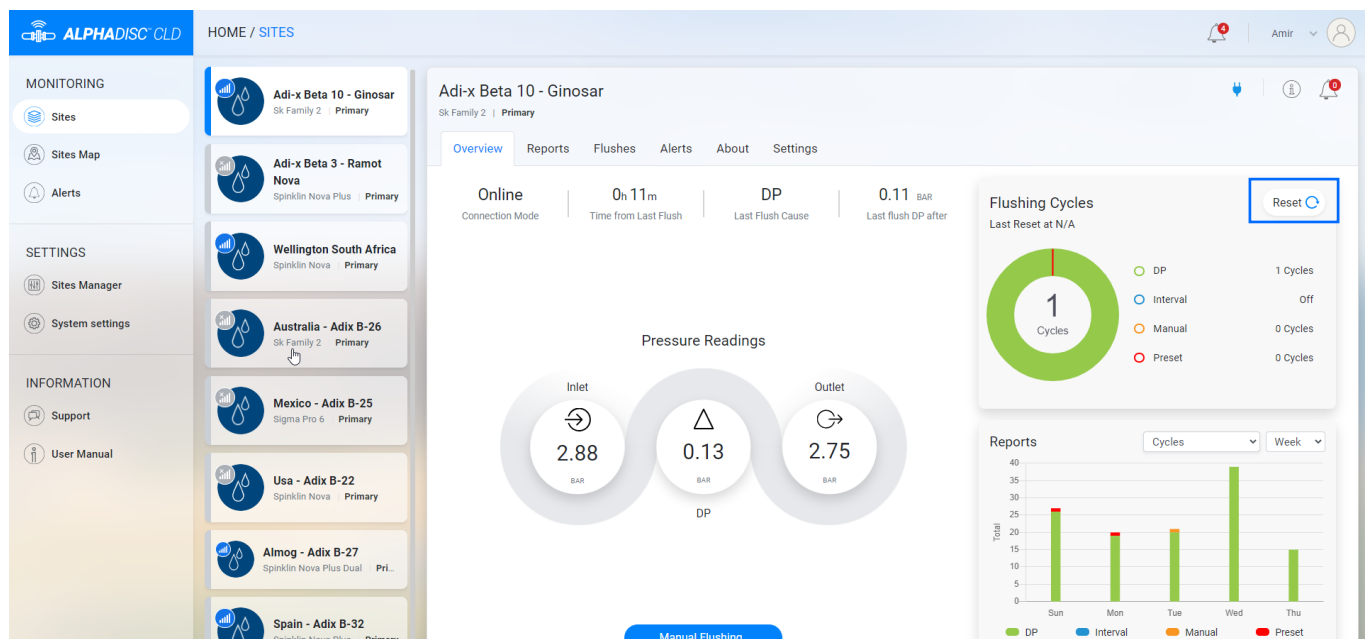 ALPHADISC™ CLD
HOME / SITES
4
Amir
MONITORING
Sites
Sites Map
Alerts
SETTINGS
Sites Manager
System settings
INFORMATION
Support
User Manual
Adi-x Beta 10 - Ginosar
Sk Family 2 | Primary
Adi-x Beta 3 - Ramot
Nova
Spinklin Nova Plus | Primary
Wellington South Africa
Spinklin Nova | Primary
Australia - Adix B-26
Sk Family 2 | Primary
Mexico - Adix B-25
Sigma Pro 6 | Primary
Usa - Adix B-22
Spinklin Nova | Primary
Almog - Adix B-27
Spinklin Nova Plus Dual | Pri...
Spain - Adix B-32
Spinklin Nova Plus | Primary
Adi-x Beta 10 - Ginosar
Sk Family 2 | Primary
0
Overview Reports Flushes Alerts About Settings
Online 0h 11m DP 0.11 BAR
Connection Mode Time from Last Flush Last Flush Cause Last flush DP after
Pressure Readings
Inlet Outlet
2.88 0.13 2.75
BAR BAR BAR
DP
Manual Flushing
Flushing Cycles
Reset
Last Reset at N/A
1
Cycles
DP 1 Cycles
Interval Off
Manual 0 Cycles
Preset 0 Cycles
Reports Cycles Week
Total
40
35
30
25
20
15
10
5
0
Sun Mon Tue Wed Thu
DP Interval Manual Preset